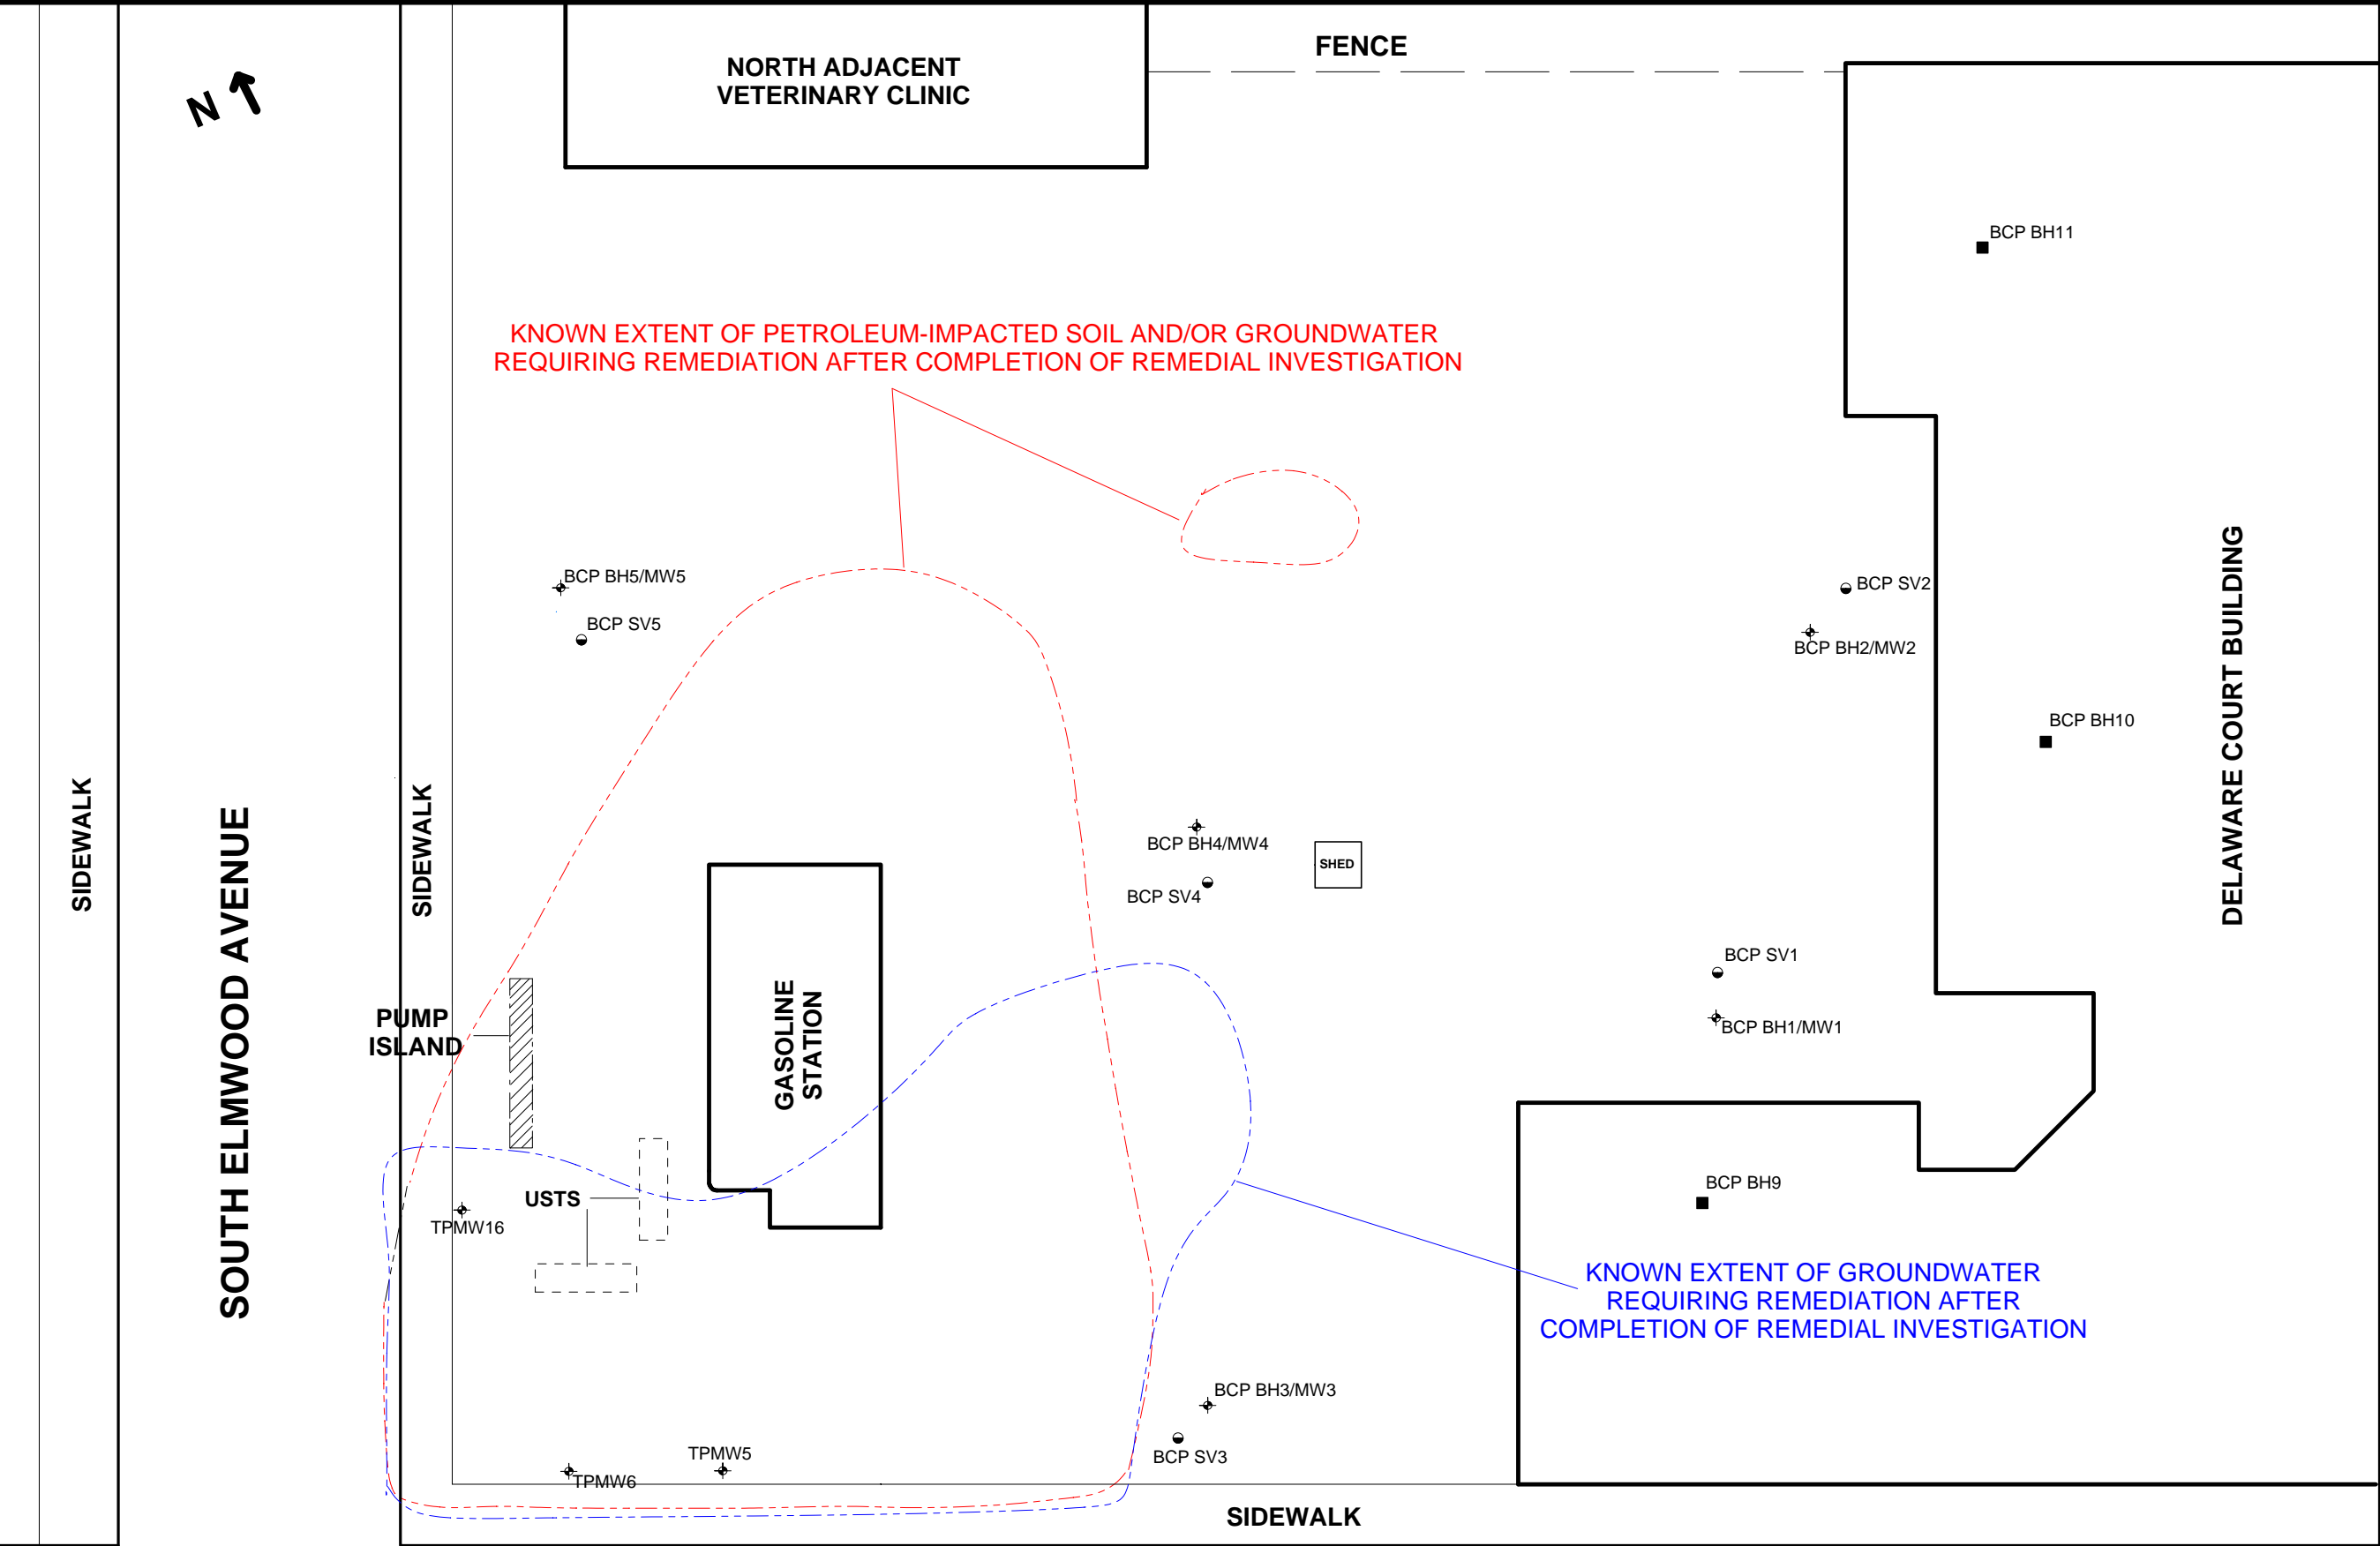 FENCE
NORTH ADJACENT
VETERINARY CLINIC
N
BCP BH11
KNOWN EXTENT OF PETROLEUM-IMPACTED SOIL AND/OR GROUNDWATER
REQUIRING REMEDIATION AFTER COMPLETION OF REMEDIAL INVESTIGATION
BCP BH5/MW5
BCP SV5
BCP SV2
BCP BH2/MW2
DELAWARE COURT BUILDING
BCP BH10
SIDEWALK
SOUTH ELMWOOD AVENUE
SIDEWALK
BCP BH4/MW4
SHED
BCP SV4
BCP SV1
BCP BH1/MW1
GASOLINE
STATION
PUMP
ISLAND
USTS
TPMW16
BCP BH9
KNOWN EXTENT OF GROUNDWATER
REQUIRING REMEDIATION AFTER
COMPLETION OF REMEDIAL INVESTIGATION
BCP BH3/MW3
BCP SV3
TPMW5
TPMW6
SIDEWALK